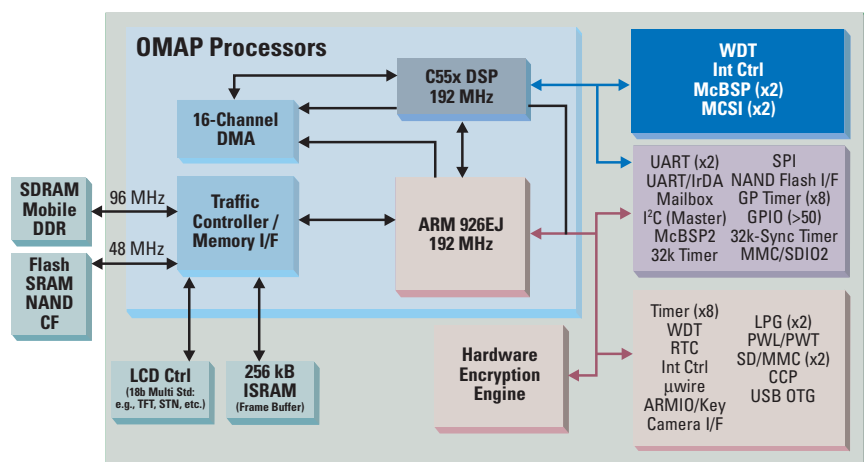 OMAP Processors
C55x DSP
192 MHz
16-Channel
DMA
Traffic
Controller /
Memory I/F
ARM 926EJ
192 MHz
SDRAM
Mobile
DDR
96 MHz
Flash
SRAM
NAND
CF
48 MHz
LCD Ctrl
(18b Multi Std:
e.g., TFT, STN, etc.)
256 kB
ISRAM
(Frame Buffer)
Hardware
Encryption
Engine
WDT
Int Ctrl
McBSP (x2)
MCSI (x2)
UART (x2)
UART/IrDA
Mailbox
I²C (Master)
McBSP2
32k Timer
SPI
NAND Flash I/F
GP Timer (x8)
GPIO (>50)
32k-Sync Timer
MMC/SDIO2
Timer (x8)
WDT
RTC
Int Ctrl
µwire
ARMIO/Key
Camera I/F
LPG (x2)
PWL/PWT
SD/MMC (x2)
CCP
USB OTG